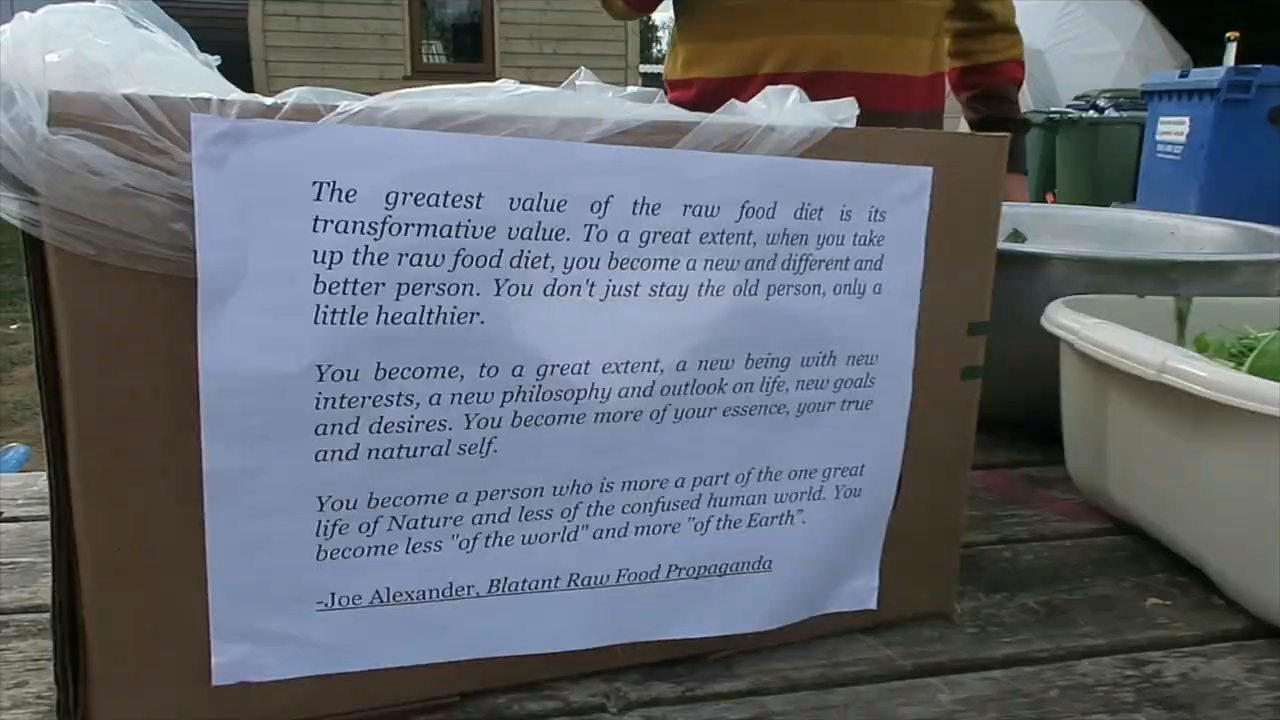 The greatest value of the raw food diet is its
transformative value. To a great extent, when you take
up the raw food diet, you become a new and different and
better person. You don't just stay the old person, only a
little healthier.
You become, to a great extent, a new being with new
interests, a new philosophy and outlook on life, new goals
and desires. You become more of your essence, your true
and natural self.
You become a person who is more a part of the one great
life of Nature and less of the confused human world. You
become less "of the world" and more "of the Earth”.
-Joe Alexander, Blatant Raw Food Propaganda